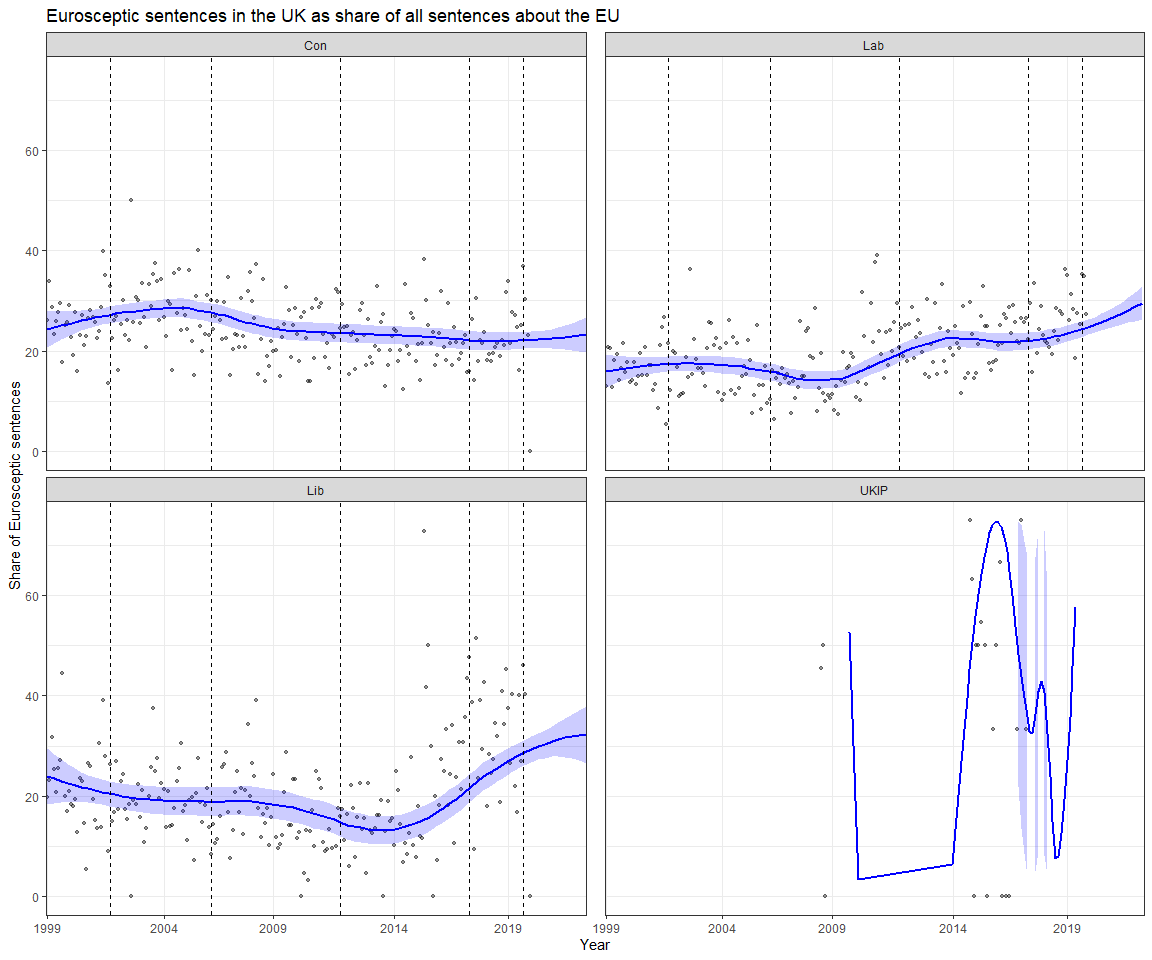 Eurosceptic sentences in the UK as share of all sentences about the EU
Con
Lab
60
40
20
0
Lib
UKIP
60
40
20
0
Share of Eurosceptic sentences
1999 2004 2009 2014 2019 1999 2004 2009 2014 2019
Year